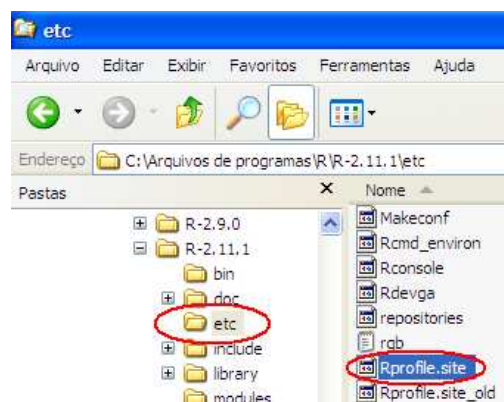 etc
Arquivo Editar Exibir Favoritos Ferramentas Ajuda
Endereço C:\Arquivos de programas\R\R-2.11.1\etc
Pastas X Nome
R-2.9.0
R-2.11.1
bin
doc
etc
include
library
modules
Makeconf
Rcmd_environ
Rconsole
Rdevga
repositories
rgb
Rprofile.site
Rprofile.site_old